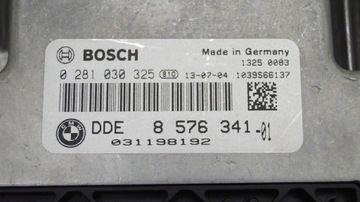 BOSCH
Made in Germany
1325 0083
0 281 030 325 810 13-07-04 1039S66137
DDE 8 576 341-01
031198192